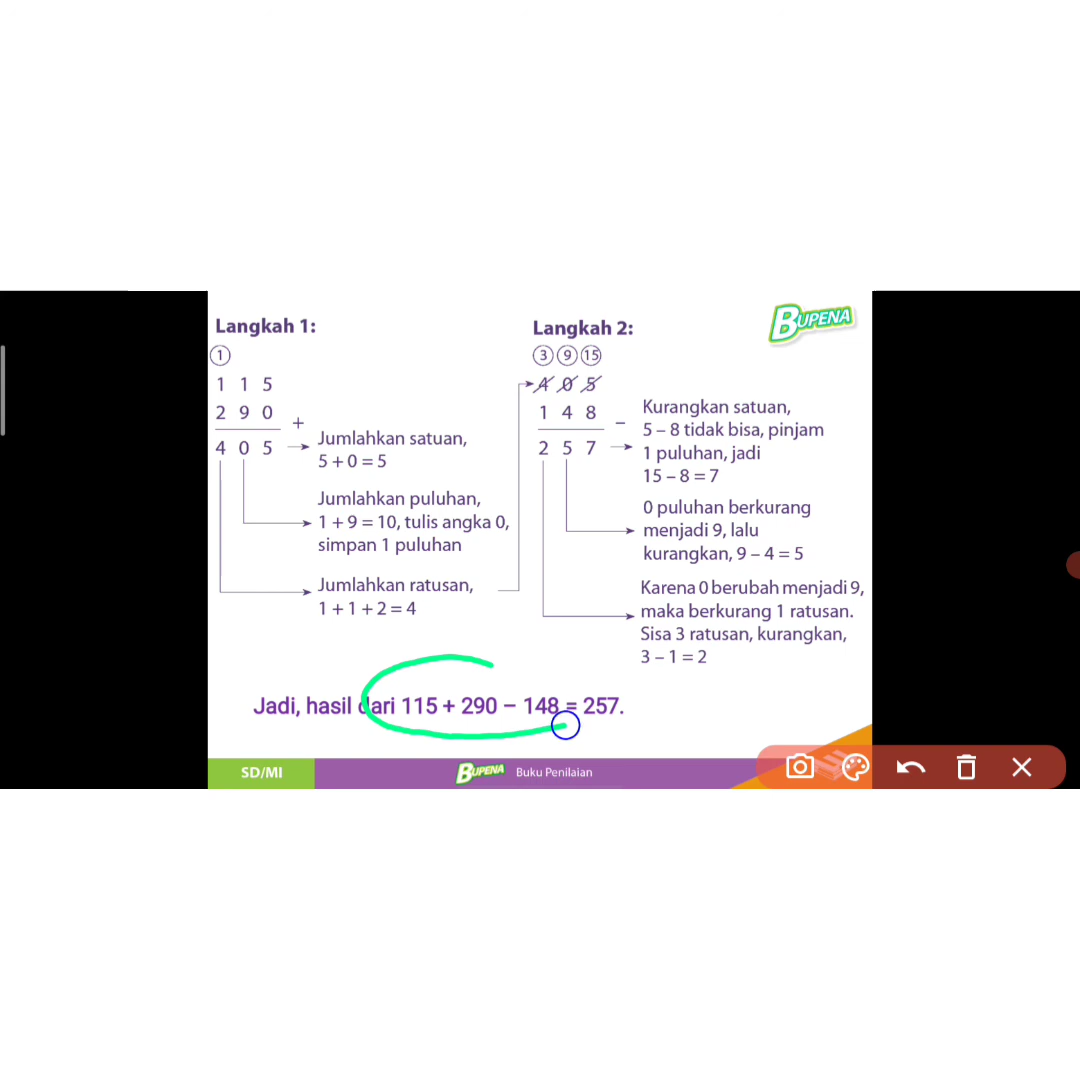 Langkah 1:
1
1 1 5
2 9 0
+
4 0 5
Jumlahkan satuan,
5 + 0 = 5
Jumlahkan puluhan,
1 + 9 = 10, tulis angka 0,
simpan 1 puluhan
Jumlahkan ratusan,
1 + 1 + 2 = 4
Langkah 2:
3 9 15
4 0 5
1 4 8
–
2 5 7
Kurangkan satuan,
5 – 8 tidak bisa, pinjam
1 puluhan, jadi
15 – 8 = 7
0 puluhan berkurang
menjadi 9, lalu
kurangkan, 9 – 4 = 5
Karena 0 berubah menjadi 9,
maka berkurang 1 ratusan.
Sisa 3 ratusan, kurangkan,
3 – 1 = 2
BUPENA
Jadi, hasil dari 115 + 290 – 148 = 257.
SD/MI
BUPENA Buku Penilaian